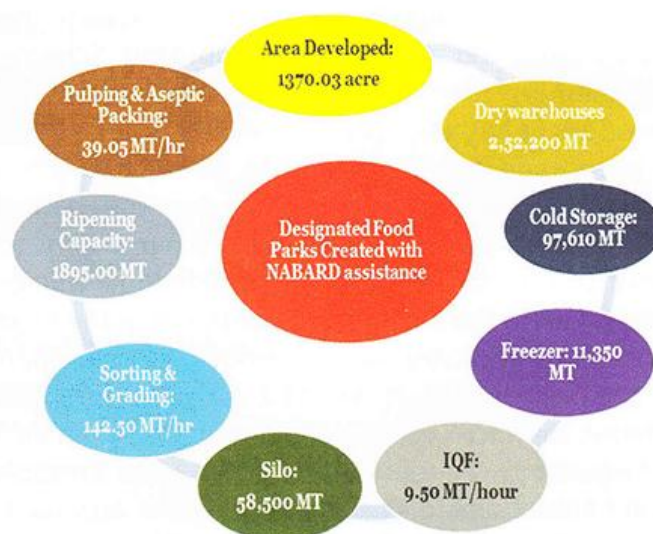 Area Developed:
1370.03 acre
Dry warehouses
2,52,200 MT
Cold Storage:
97,610 MT
Freezer: 11,350
MT
IQF:
9.50 MT/hour
Silo:
58,500 MT
Sorting &
Grading:
142.50 MT/hr
Ripening
Capacity:
1895.00 MT
Pulping & Aseptic
Packing:
39.05 MT/hr
Designated Food
Parks Created with
NABARD assistance